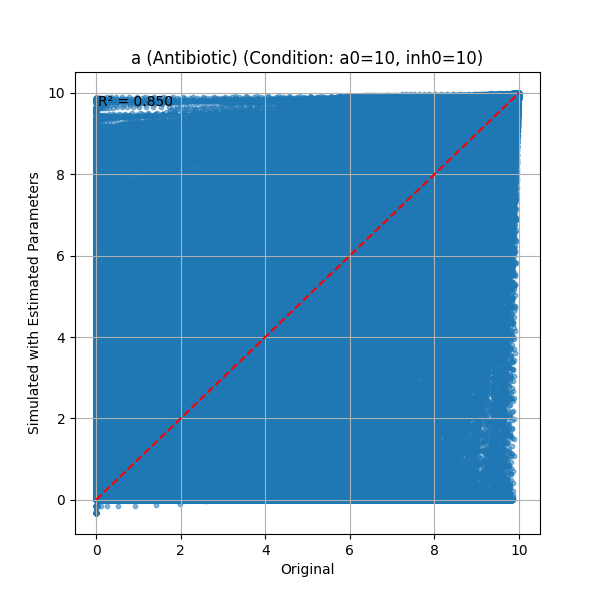 a (Antibiotic) (Condition: a0=10, inh0=10)
R² = 0.850
10
8
6
4
2
0
Simulated with Estimated Parameters
0 2 4 6 8 10
Original